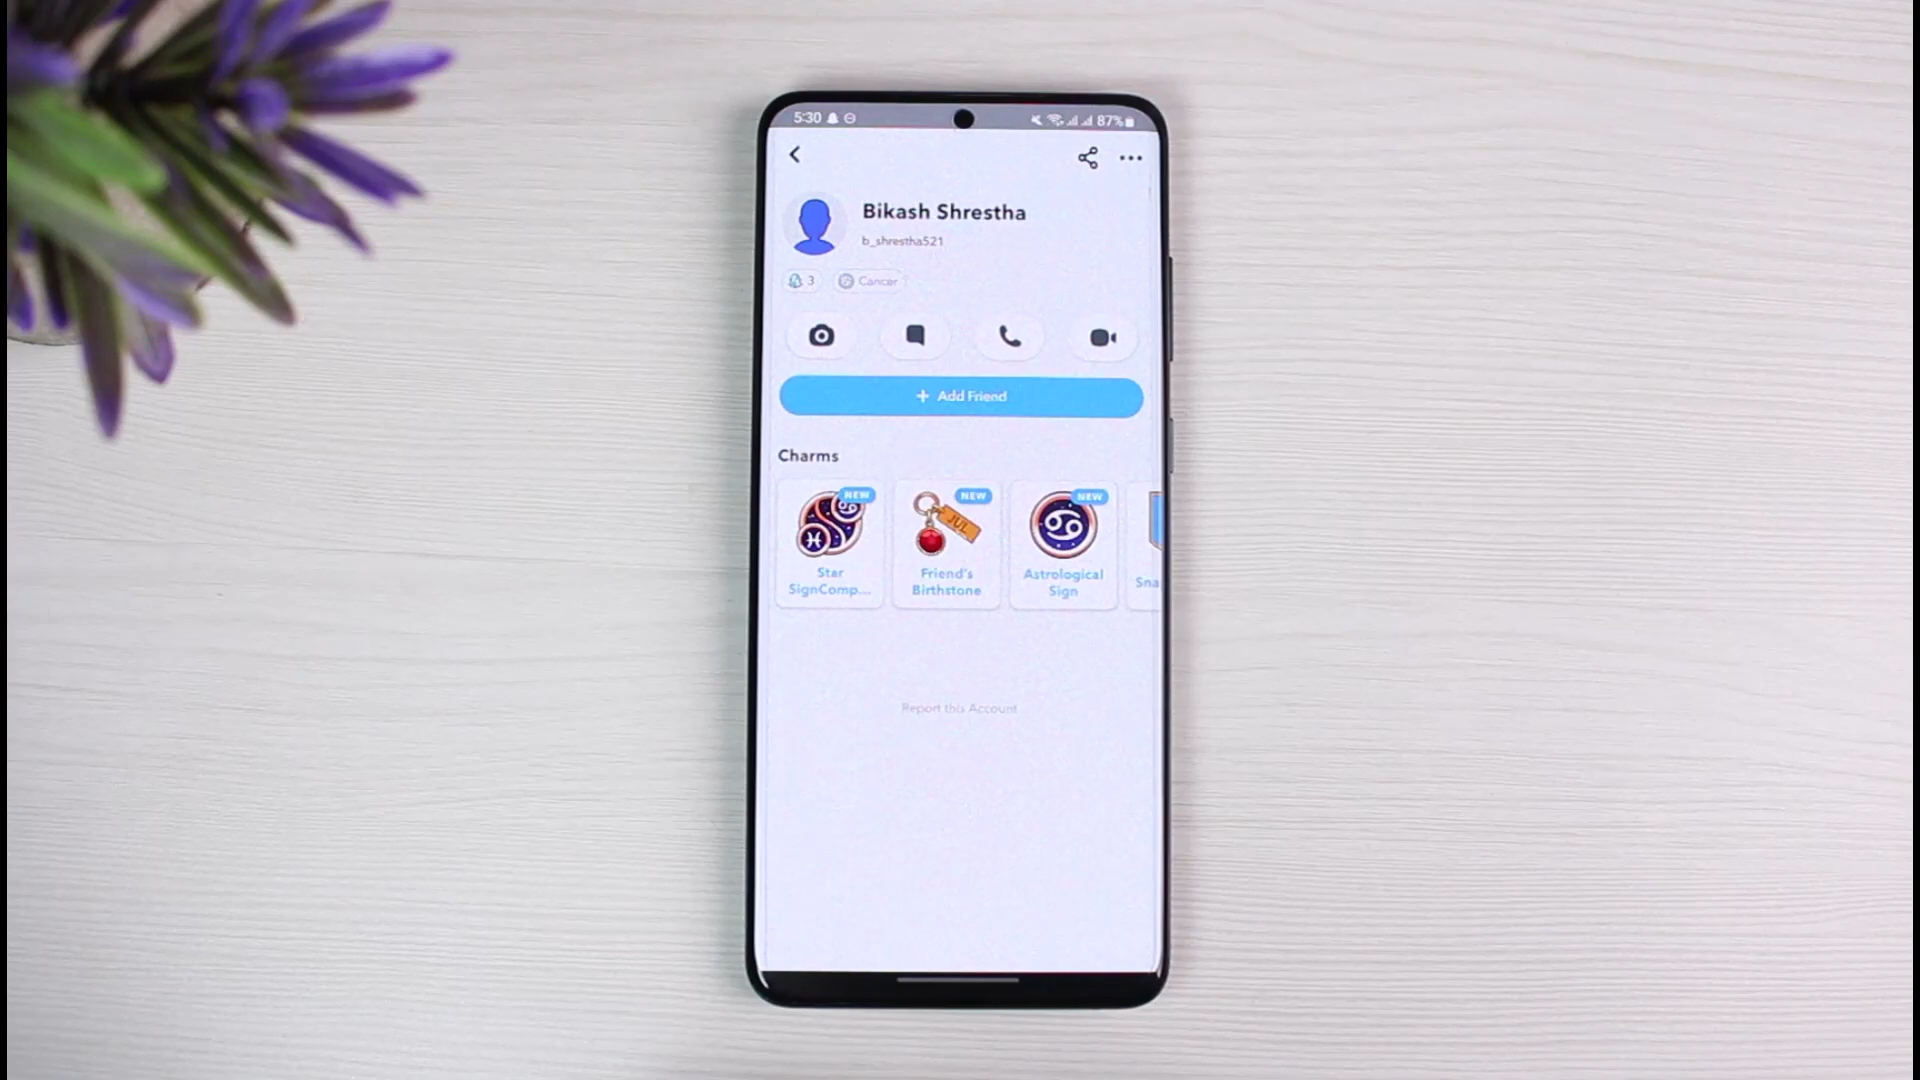 5:30
87%
Bikash Shrestha
b_shrestha521
3
Cancer
+ Add Friend
Charms
NEW
NEW
NEW
JUL
Star
SignComp...
Friend's
Birthstone
Astrological
Sign
Sna
Report this Account